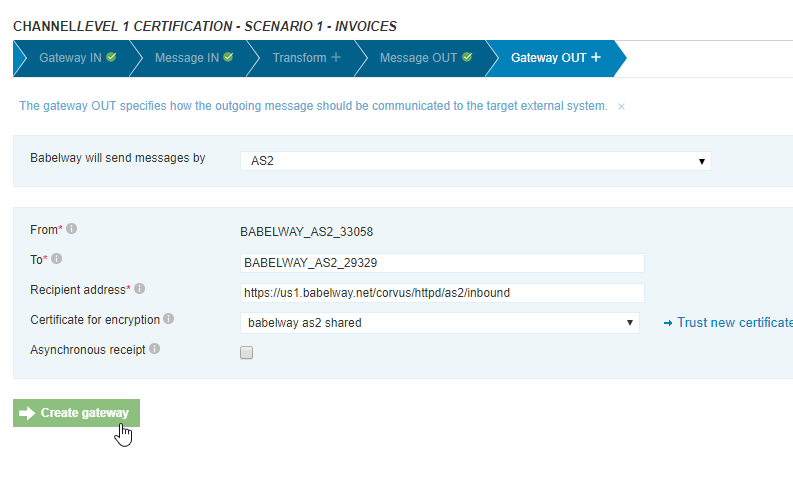 CHANNELLEVEL 1 CERTIFICATION - SCENARIO 1 - INVOICES
Gateway IN Message IN Transform + Message OUT Gateway OUT +
The gateway OUT specifies how the outgoing message should be communicated to the target external system. ×
Babelway will send messages by AS2
From* BABELWAY_AS2_33058
To* BABELWAY_AS2_29329
Recipient address* https://us1.babelway.net/corvus/httpd/as2/inbound
Certificate for encryption babelway as2 shared Trust new certificate
Asynchronous receipt
Create gateway